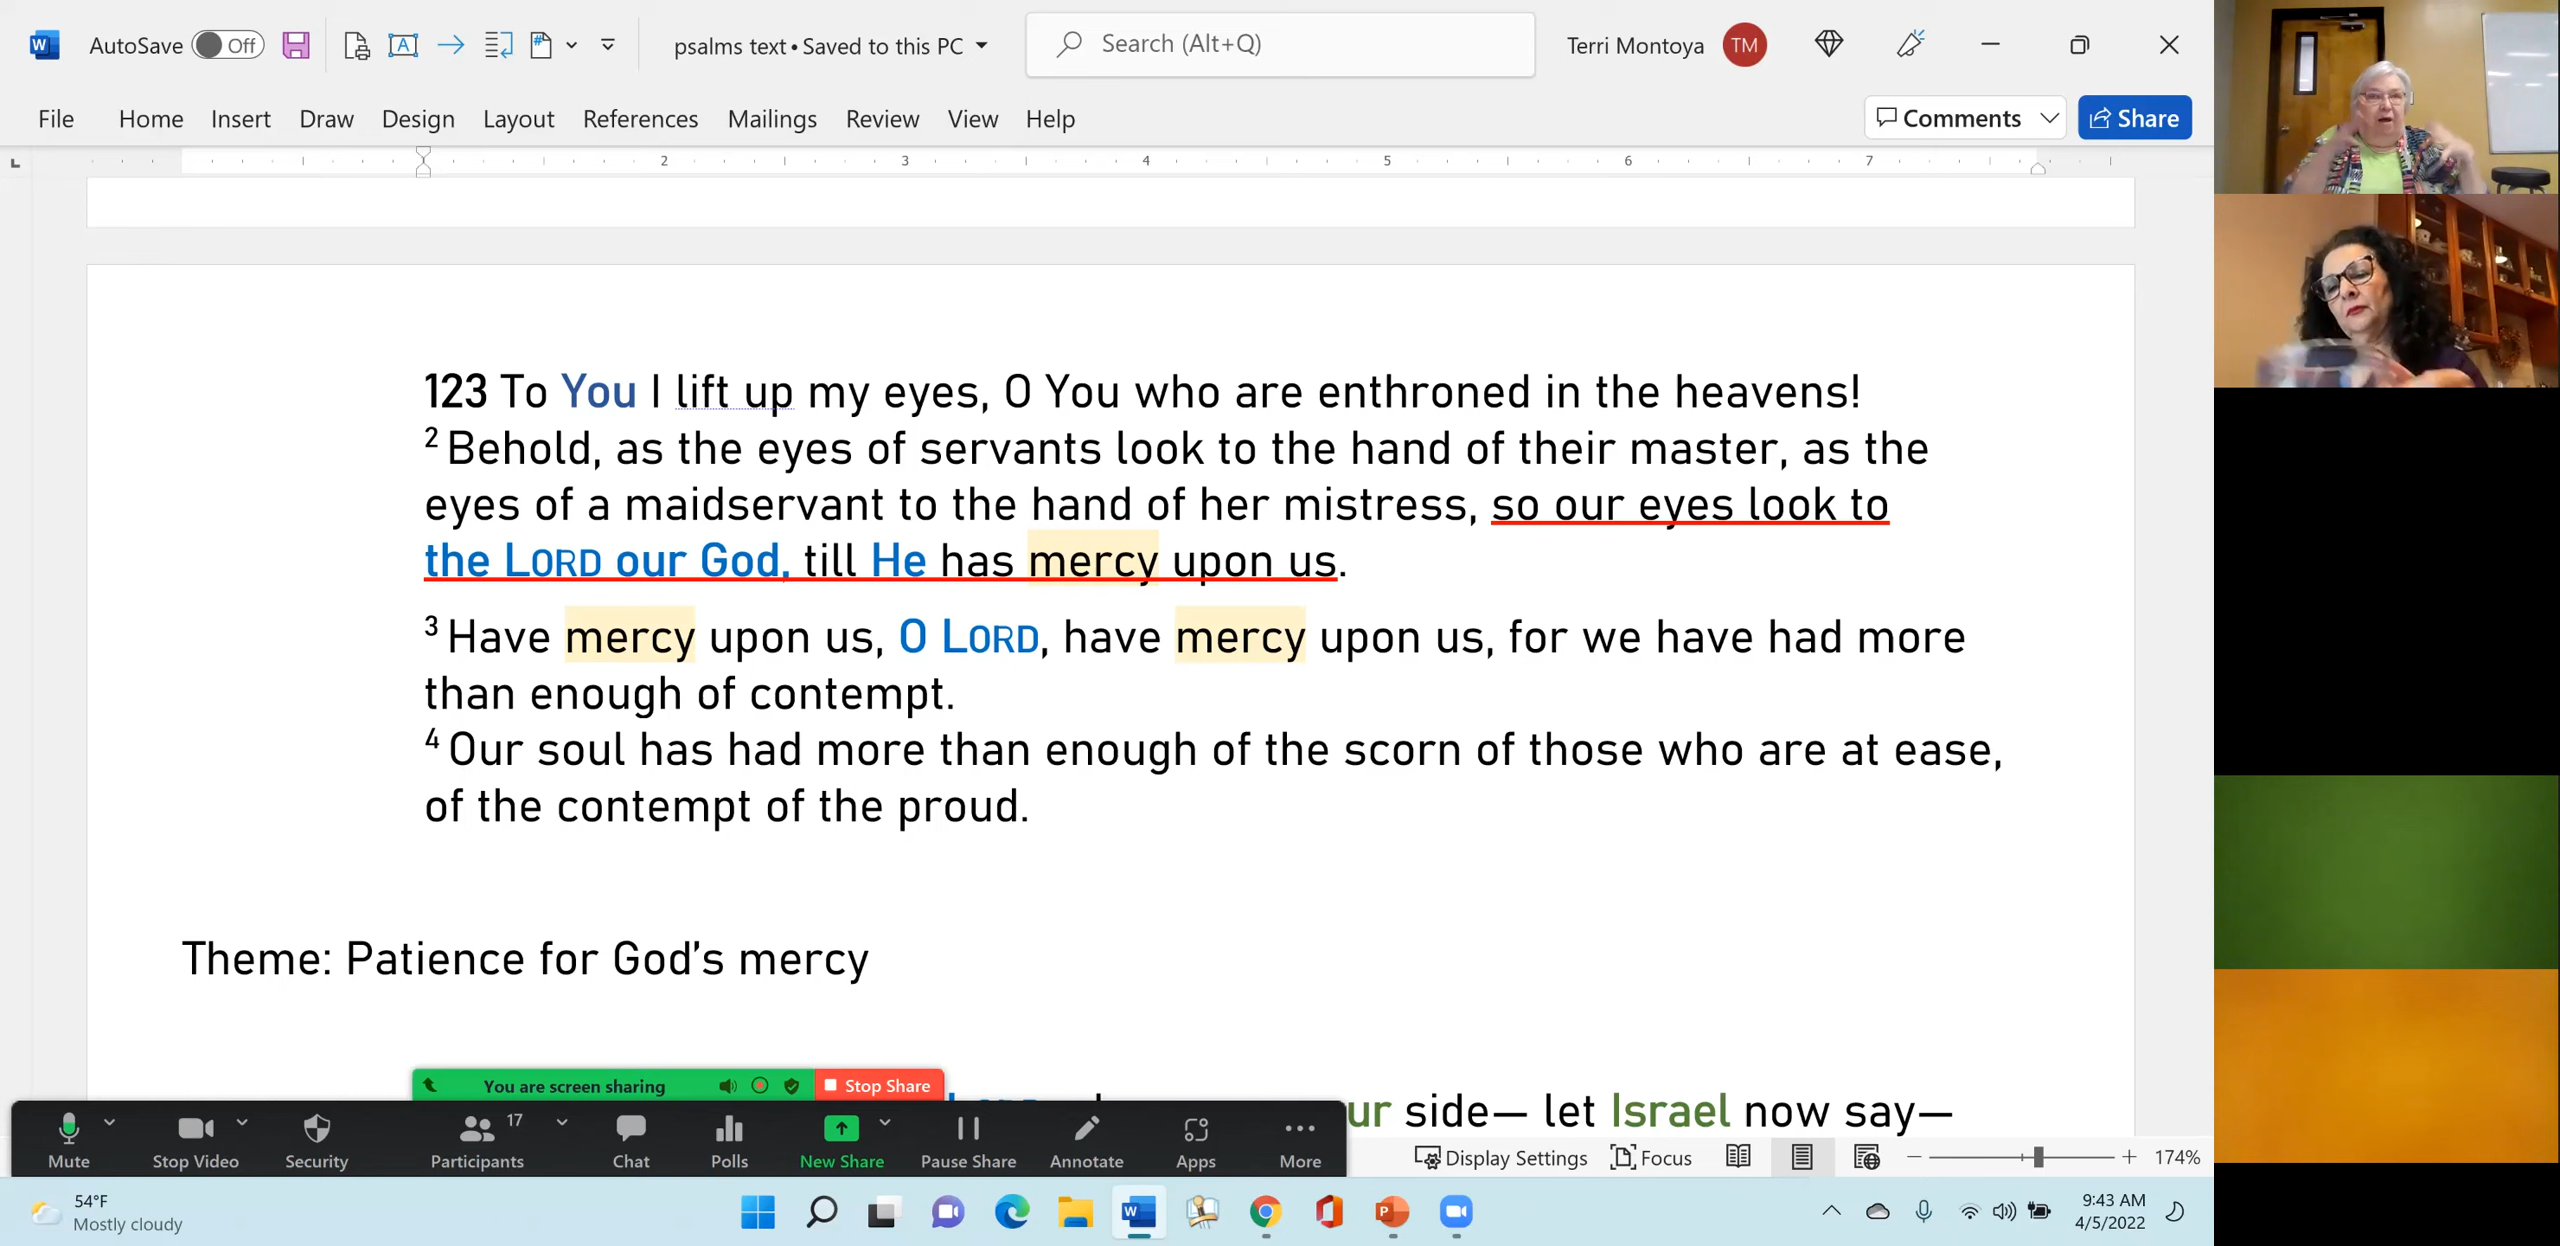 AutoSave Off psalms text • Saved to this PC Search (Alt+Q) Terri Montoya TM
File Home Insert Draw Design Layout References Mailings Review View Help Comments Share
2 3 4 5 6 7
123 To You I lift up my eyes, O You who are enthroned in the heavens!
2 Behold, as the eyes of servants look to the hand of their master, as the
eyes of a maidservant to the hand of her mistress, so our eyes look to
the LORD our God, till He has mercy upon us.
3 Have mercy upon us, O LORD, have mercy upon us, for we have had more
than enough of contempt.
4 Our soul has had more than enough of the scorn of those who are at ease,
of the contempt of the proud.
Theme: Patience for God's mercy
You are screen sharing Stop Share
ur side— let Israel now say—
17
Mute Stop Video Security Participants Chat Polls New Share Pause Share Annotate Apps More
Display Settings Focus 174%
54°F
Mostly cloudy
9:43 AM
4/5/2022